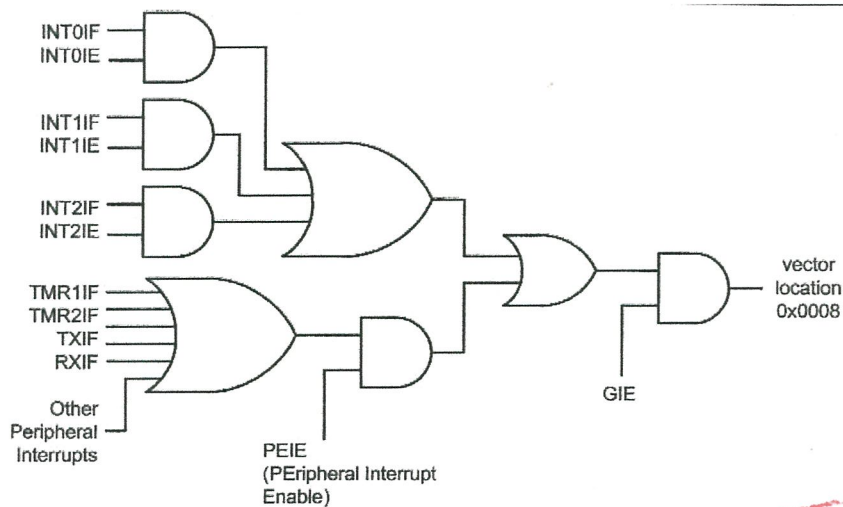 INT0IF
INT0IE
INT1IF
INT1IE
INT2IF
INT2IE
TMR1IF
TMR2IF
TXIF
RXIF
Other
Peripheral
Interrupts
PEIE
(PEripheral Interrupt
Enable)
GIE
vector
location
0x0008